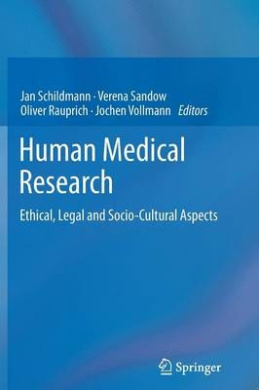 Jan Schildmann · Verena Sandow
Oliver Rauprich · Jochen Vollmann Editors
Human Medical
Research
Ethical, Legal and Socio-Cultural Aspects
Springer